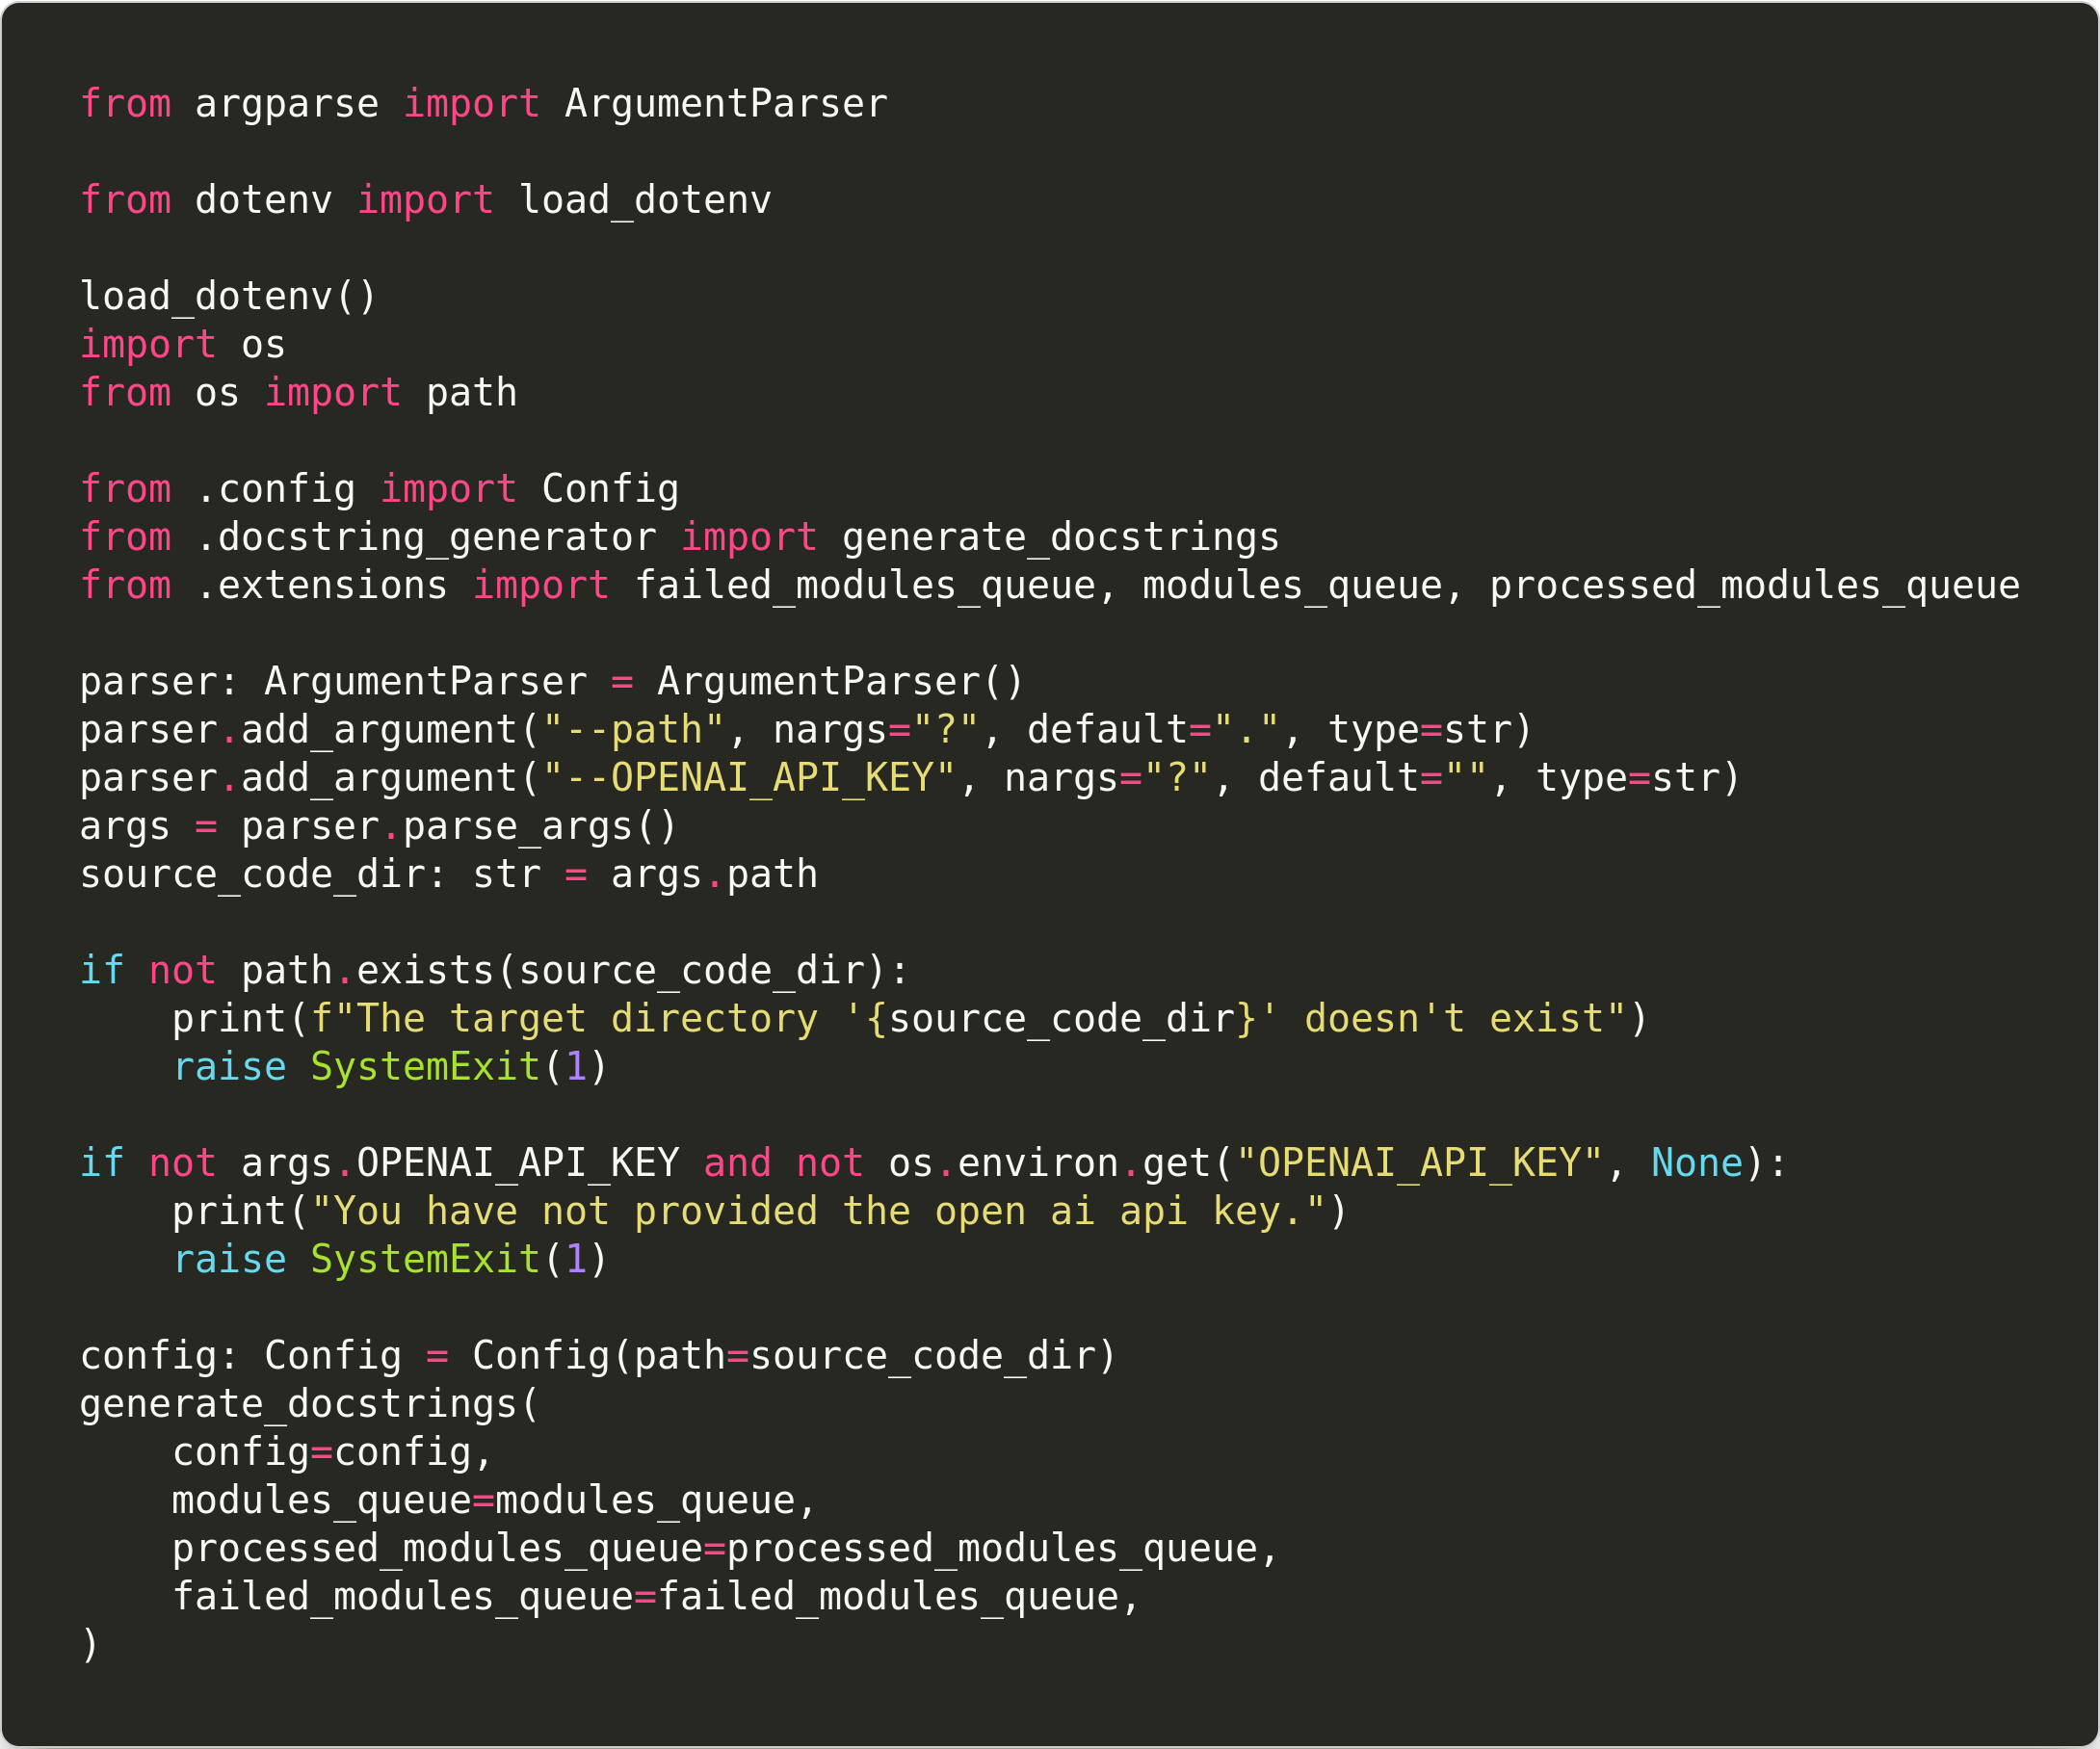 from argparse import ArgumentParser

from dotenv import load_dotenv

load_dotenv()
import os
from os import path

from .config import Config
from .docstring_generator import generate_docstrings
from .extensions import failed_modules_queue, modules_queue, processed_modules_queue

parser: ArgumentParser = ArgumentParser()
parser.add_argument("--path", nargs="?", default=".", type=str)
parser.add_argument("--OPENAI_API_KEY", nargs="?", default="", type=str)
args = parser.parse_args()
source_code_dir: str = args.path

if not path.exists(source_code_dir):
    print(f"The target directory '{source_code_dir}' doesn't exist")
    raise SystemExit(1)

if not args.OPENAI_API_KEY and not os.environ.get("OPENAI_API_KEY", None):
    print("You have not provided the open ai api key.")
    raise SystemExit(1)

config: Config = Config(path=source_code_dir)
generate_docstrings(
    config=config,
    modules_queue=modules_queue,
    processed_modules_queue=processed_modules_queue,
    failed_modules_queue=failed_modules_queue,
)